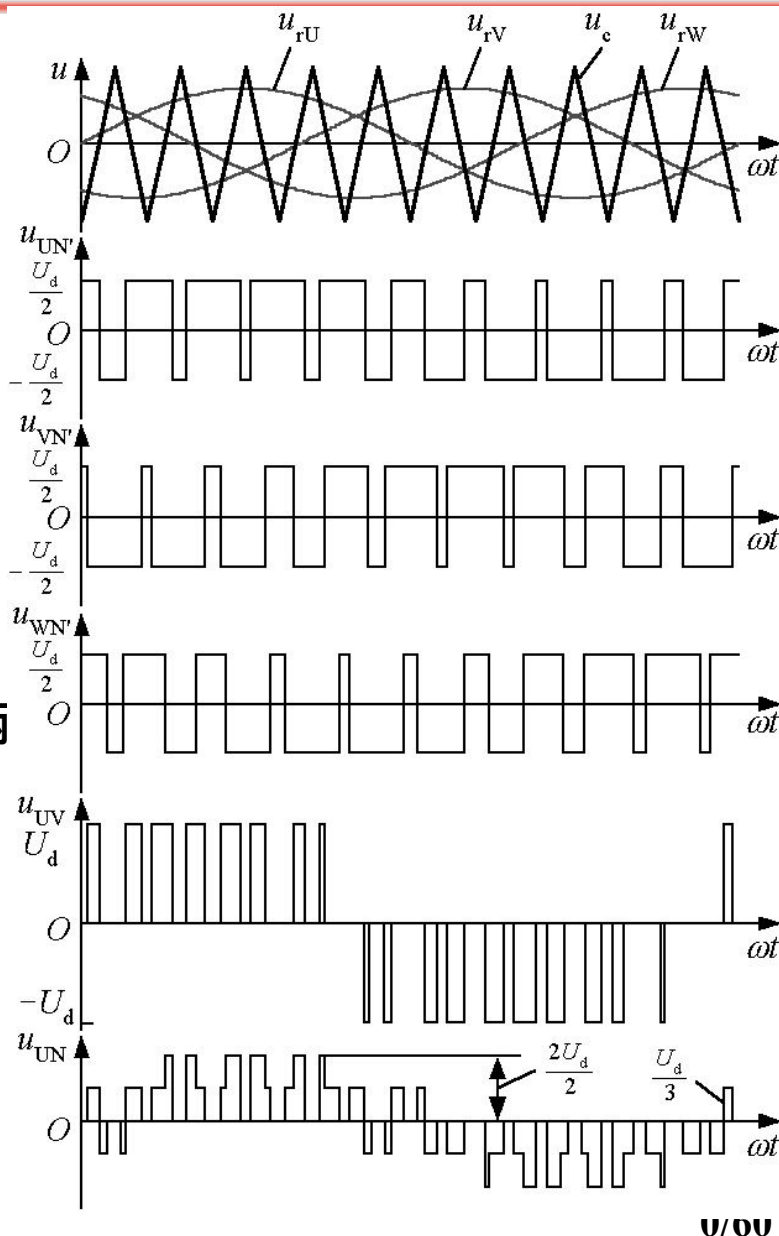 u_rU u_rV u_c u_rW
u
O
ωt
u_UN'
U_d/2
O
ωt
-U_d/2
u_VN'
U_d/2
O
ωt
-U_d/2
u_WN'
U_d/2
O
ωt
u_UV
U_d
O
ωt
-U_d
u_UN
2U_d/2 U_d/3
O
ωt